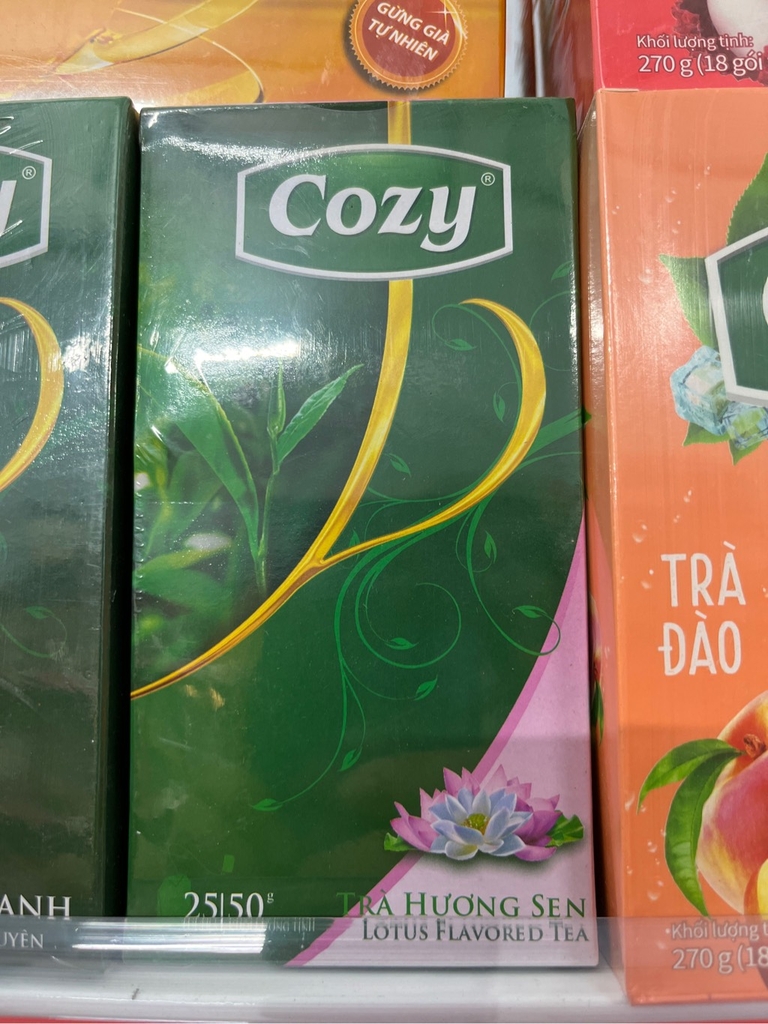 GỪNG GIÀ
TỰ NHIÊN
Khối lượng tịnh:
270 g (18 gói
Cozy®
y®
TRÀ
ĐÀO
25|50g
TRÀ HƯƠNG SEN
LOTUS FLAVORED TEA
ANH
UYÊN
Khối lượng t
270 g (18